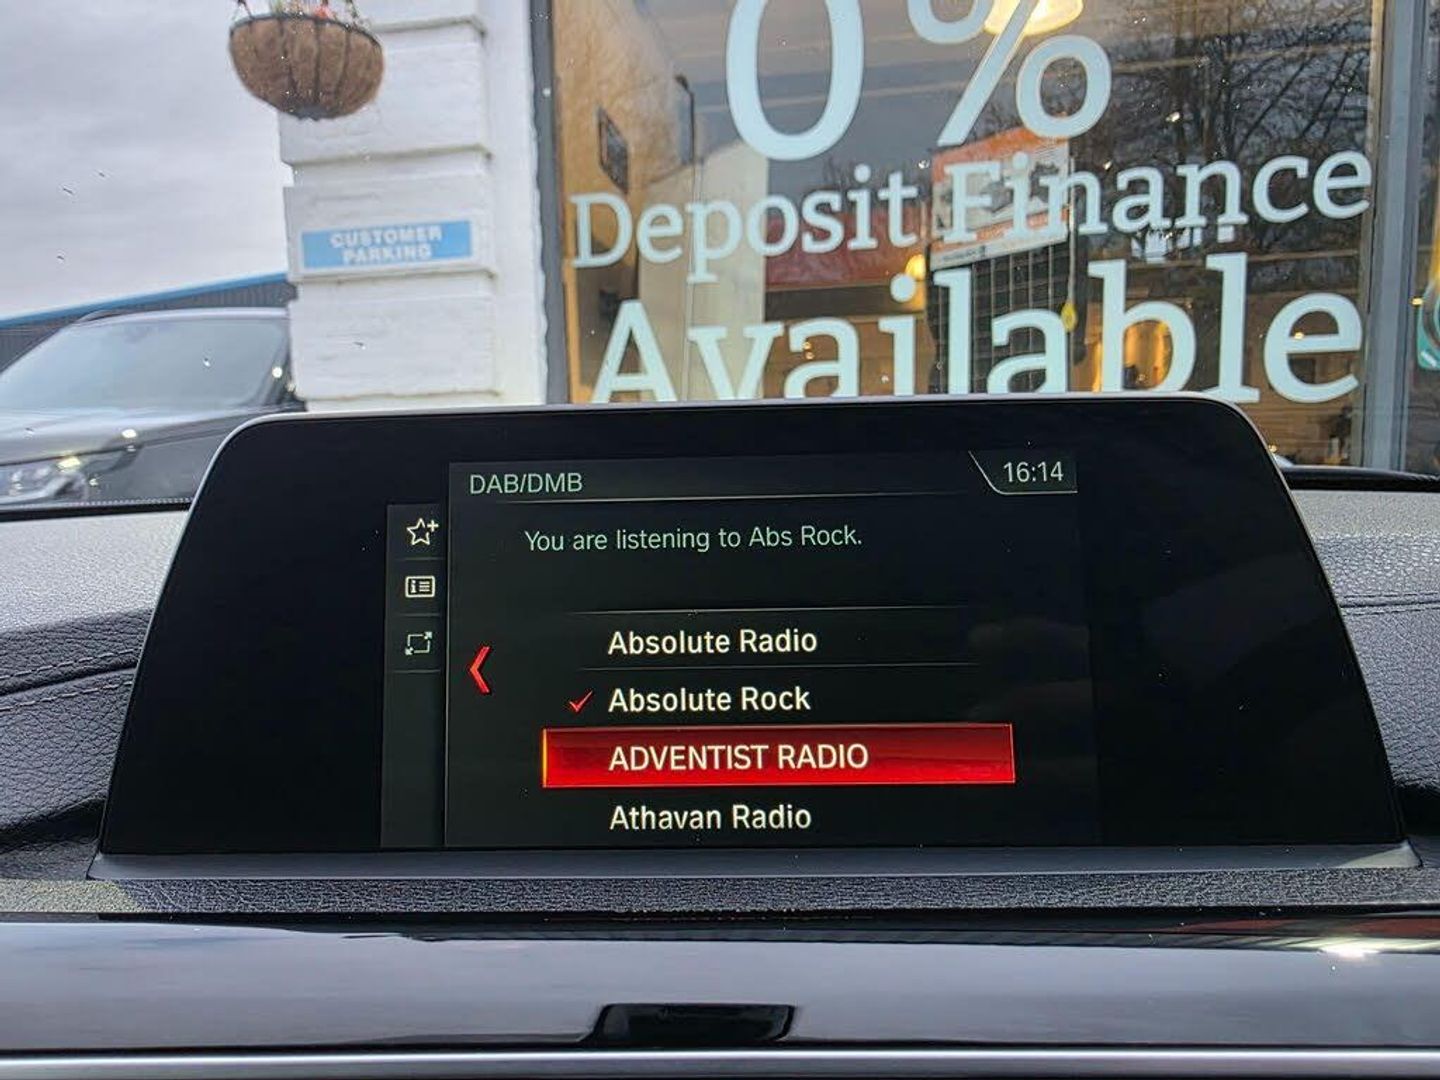 0%
Deposit Finance
Available
CUSTOMER
PARKING
DAB/DMB
16:14
You are listening to Abs Rock.
Absolute Radio
Absolute Rock
ADVENTIST RADIO
Athavan Radio